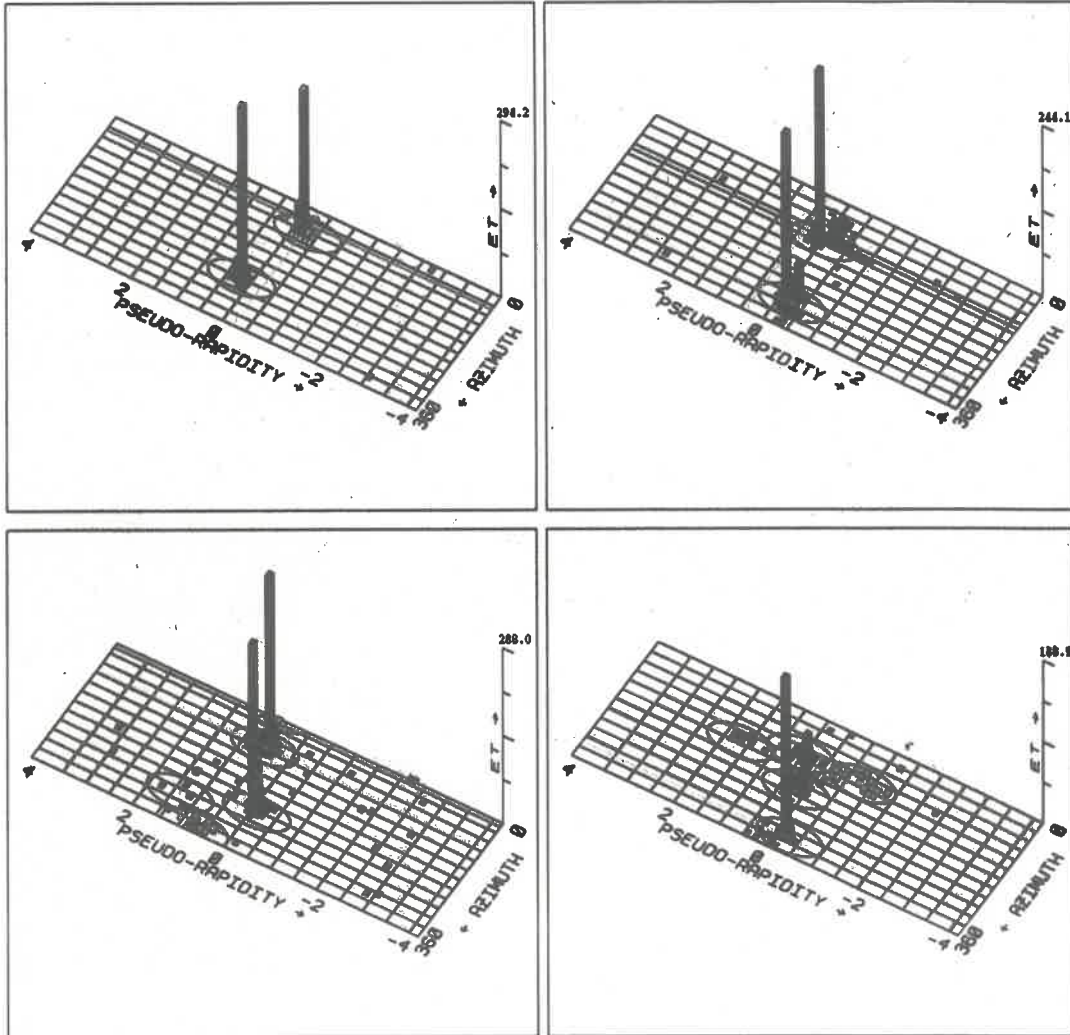 294.2
ET →
4
2
PSEUDO-RAPIDITY +
0
-2
-4
360
0
AZIMUTH
244.1
ET →
4
2
PSEUDO-RAPIDITY +
0
-2
-4
360
0
AZIMUTH
288.0
ET →
4
2
PSEUDO-RAPIDITY +
0
-2
-4
360
0
AZIMUTH
ET →
4
2
PSEUDO-RAPIDITY +
0
-2
-4
360
0
AZIMUTH